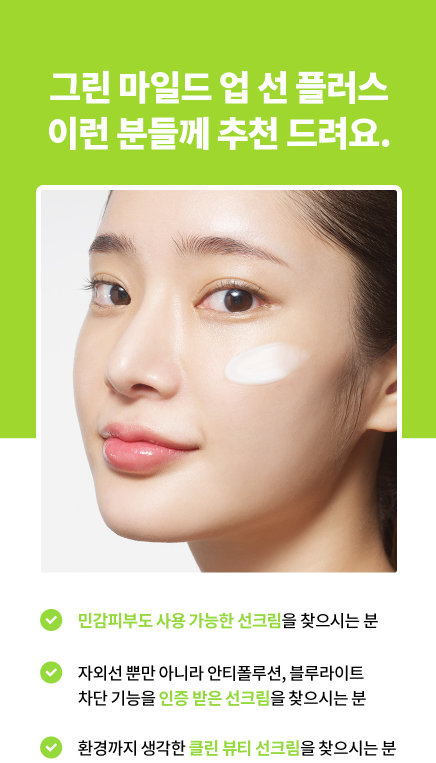 그린 마일드 업 선 플러스
이런 분들께 추천 드려요.
민감피부도 사용 가능한 선크림을 찾으시는 분
자외선 뿐만 아니라 안티폴루션, 블루라이트
차단 기능을 인증 받은 선크림을 찾으시는 분
환경까지 생각한 클린 뷰티 선크림을 찾으시는 분